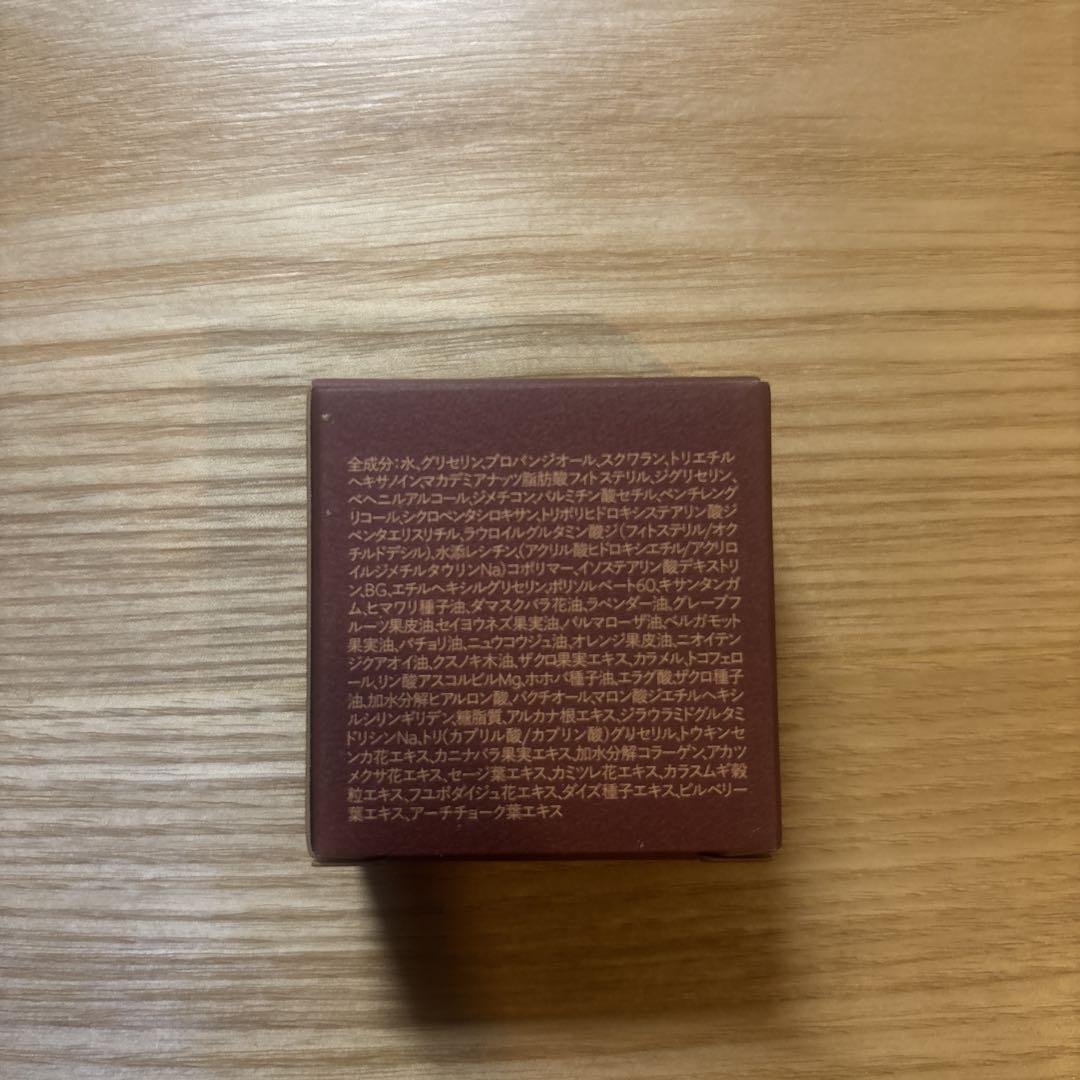 全成分:水、グリセリン、プロパンジオール、スクワラン、トリエチル
ヘキサノイン、マカデミアナッツ脂肪酸フィトステリル、ジグリセリン、
ベヘニルアルコール、ジメチコン、パルミチン酸セチル、ペンチレング
リコール、シクロペンタシロキサン、トリポリヒドロキシステアリン酸ジ
ペンタエリスリチル、ラウロイルグルタミン酸ジ(フィトステリル/オク
チルドデシル)、水添レシチン、(アクリル酸ヒドロキシエチル/アクリロ
イルジメチルタウリンNa)コポリマー、イソステアリン酸デキストリ
ン、BG、エチルヘキシルグリセリン、ポリソルベート60、キサンタンガ
ム、ヒマワリ種子油、ダマスクバラ花油、ラベンダー油、グレープフ
ルーツ果皮油、セイヨウネズ果実油、パルマローザ油、ベルガモット
果実油、パチョリ油、ニュウコウジュ油、オレンジ果皮油、ニオイテン
ジクアオイ油、クスノキ木油、ザクロ果実エキス、カラメル、トコフェロ
ール、リン酸アスコルビルMg、ホホバ種子油、エラグ酸、ザクロ種子
油、加水分解ヒアルロン酸、バクチオール、マロン酸ジエチルヘキシ
ルシリンギリデン、糖脂質、アルカナ根エキス、ジラウラミドグルタミ
ドリシンNa、トリ(カプリル酸/カプリン酸)グリセリル、トウキンセ
ンカ花エキス、カニナバラ果実エキス、加水分解コラーゲン、アカツ
メクサ花エキス、セージ葉エキス、カミツレ花エキス、カラスムギ穀
粒エキス、フユボダイジュ花エキス、ダイズ種子エキス、ビルベリー
葉エキス、アーチチョーク葉エキス